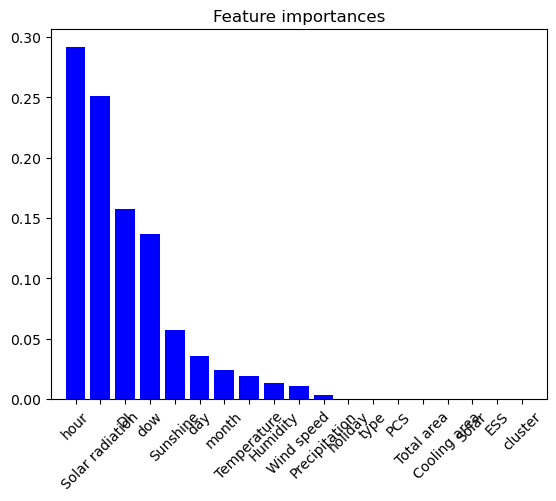 Feature importances
0.30
0.25
0.20
0.15
0.10
0.05
0.00
hour
Solar radiation
DI
dow
Sunshine
day
month
Temperature
Humidity
Wind speed
Precipitation
holiday
type
PCS
Total area
Cooling area
Solar
ESS
cluster